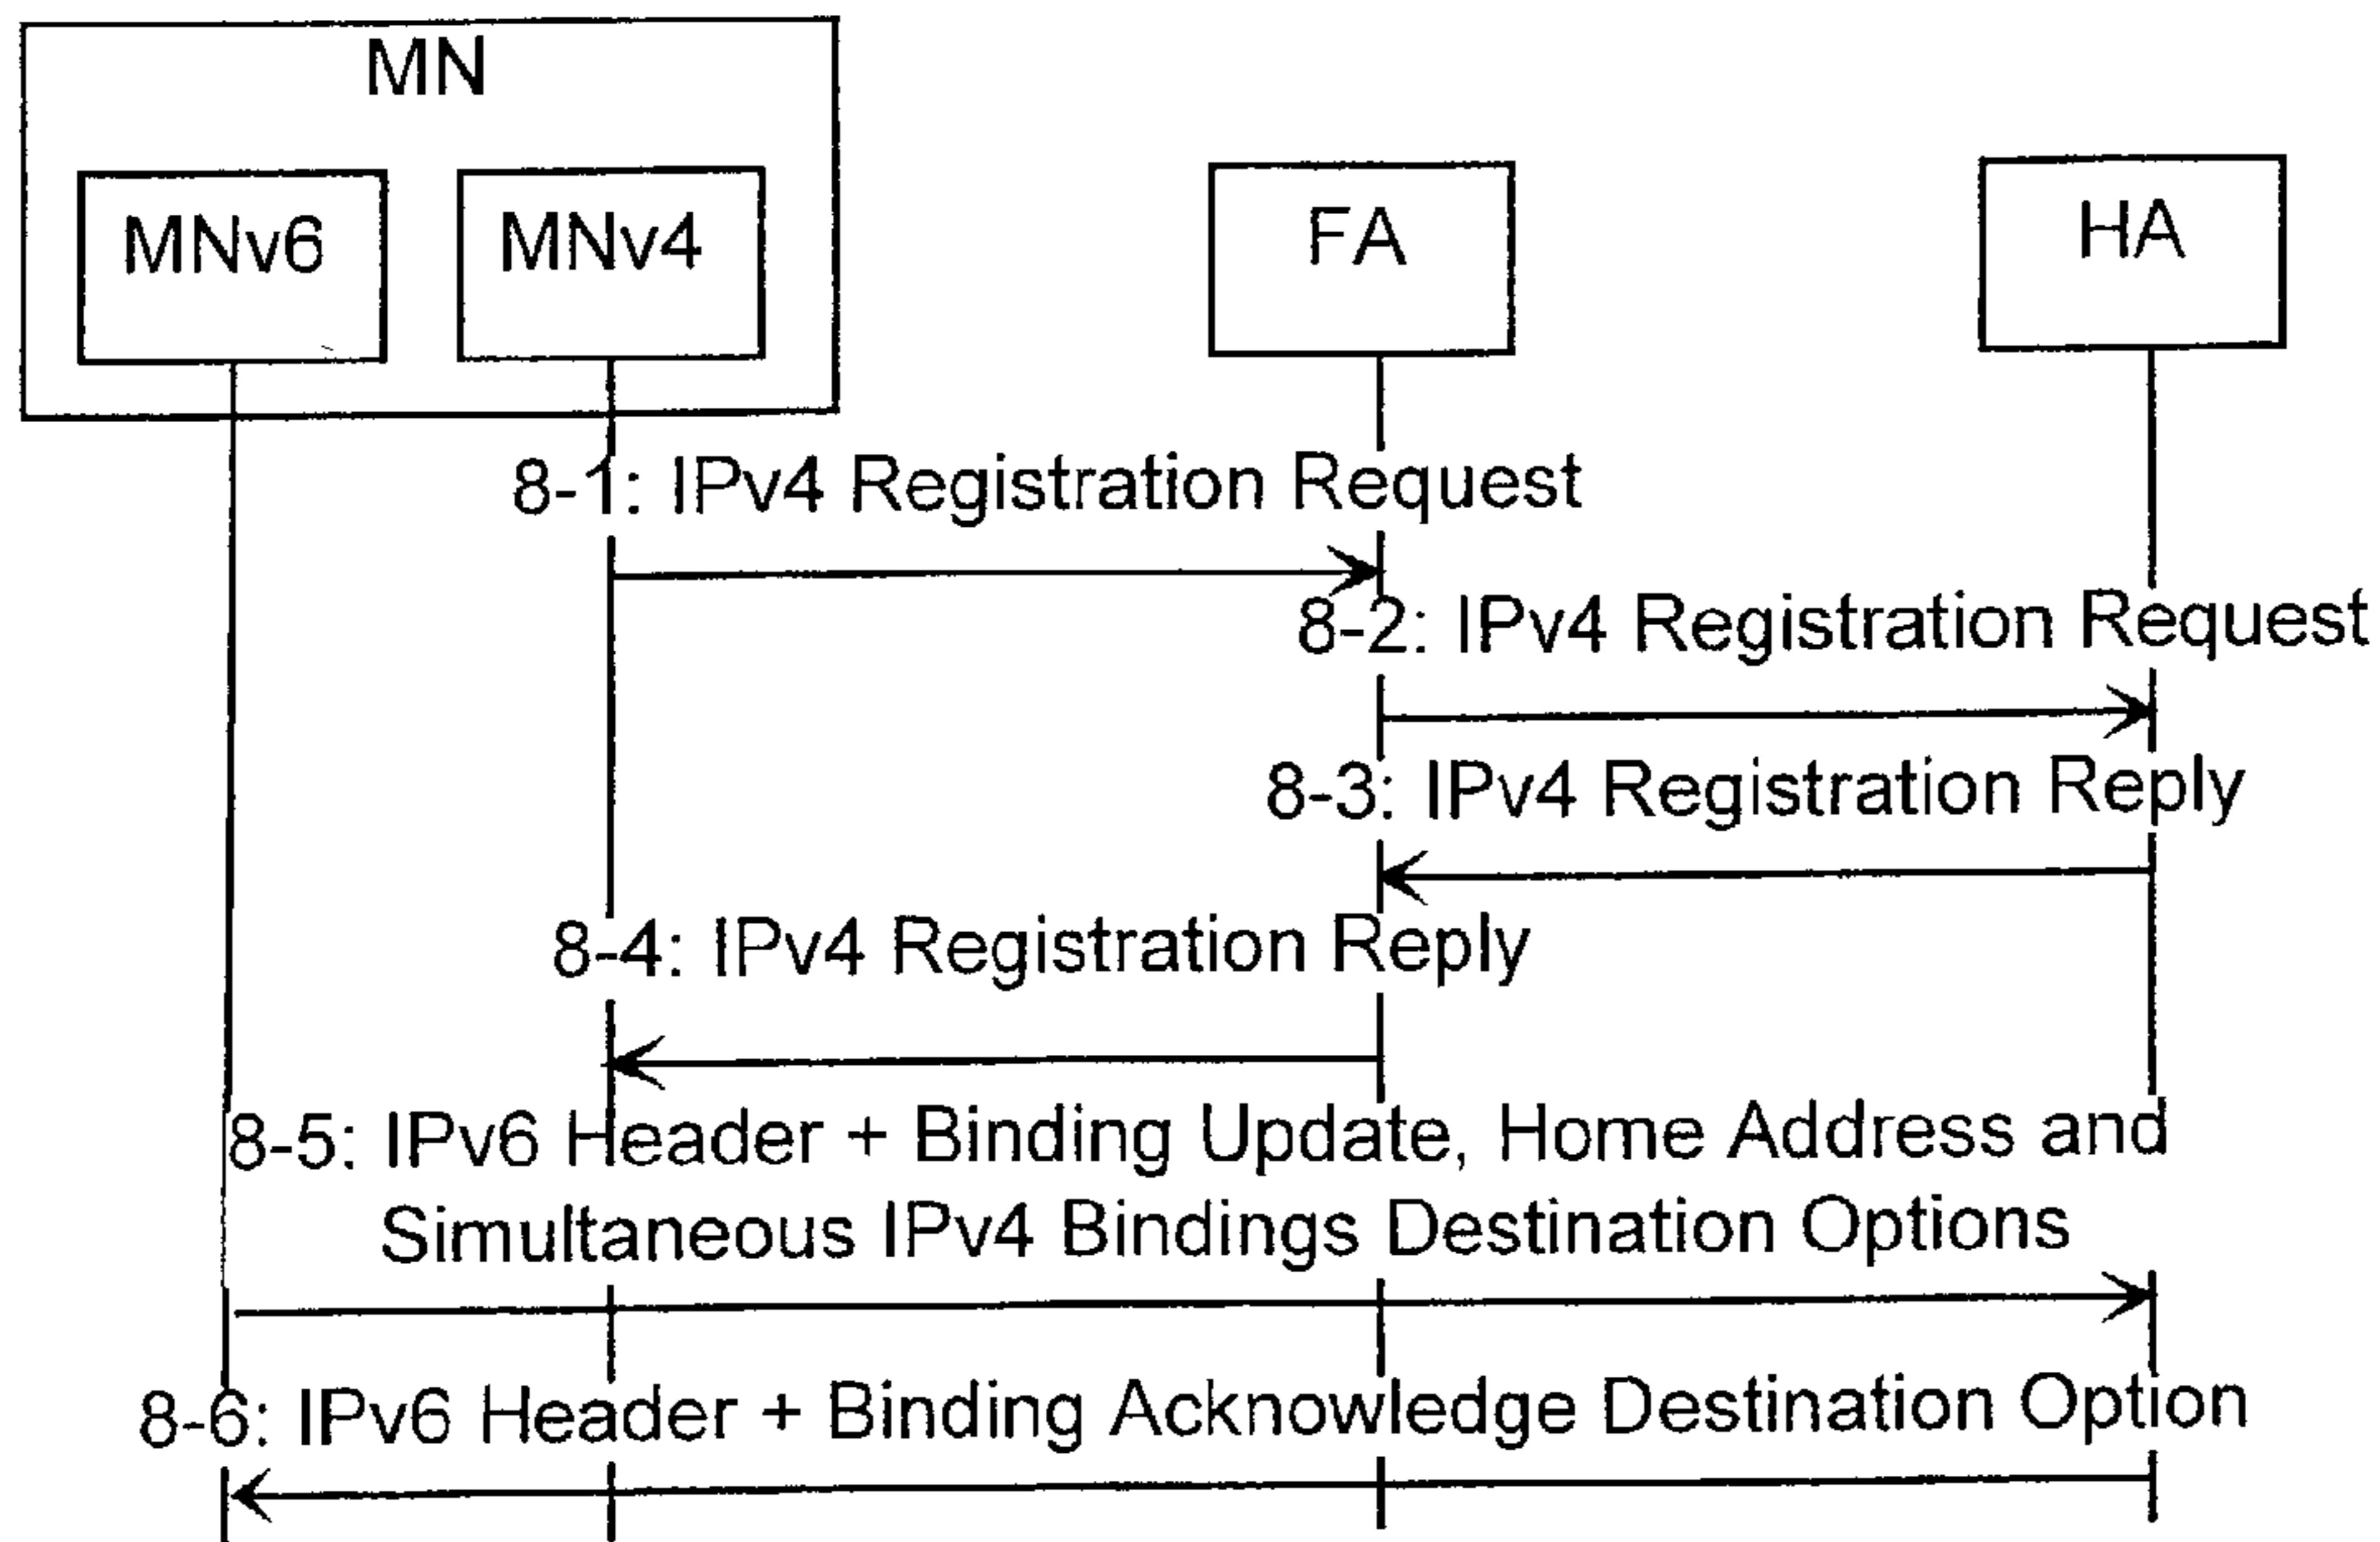 MN
MNv6
MNv4
FA
HA
8-1: IPv4 Registration Request
8-2: IPv4 Registration Request
8-3: IPv4 Registration Reply
8-4: IPv4 Registration Reply
8-5: IPv6 Header + Binding Update, Home Address and
Simultaneous IPv4 Bindings Destination Options
8-6: IPv6 Header + Binding Acknowledge Destination Option